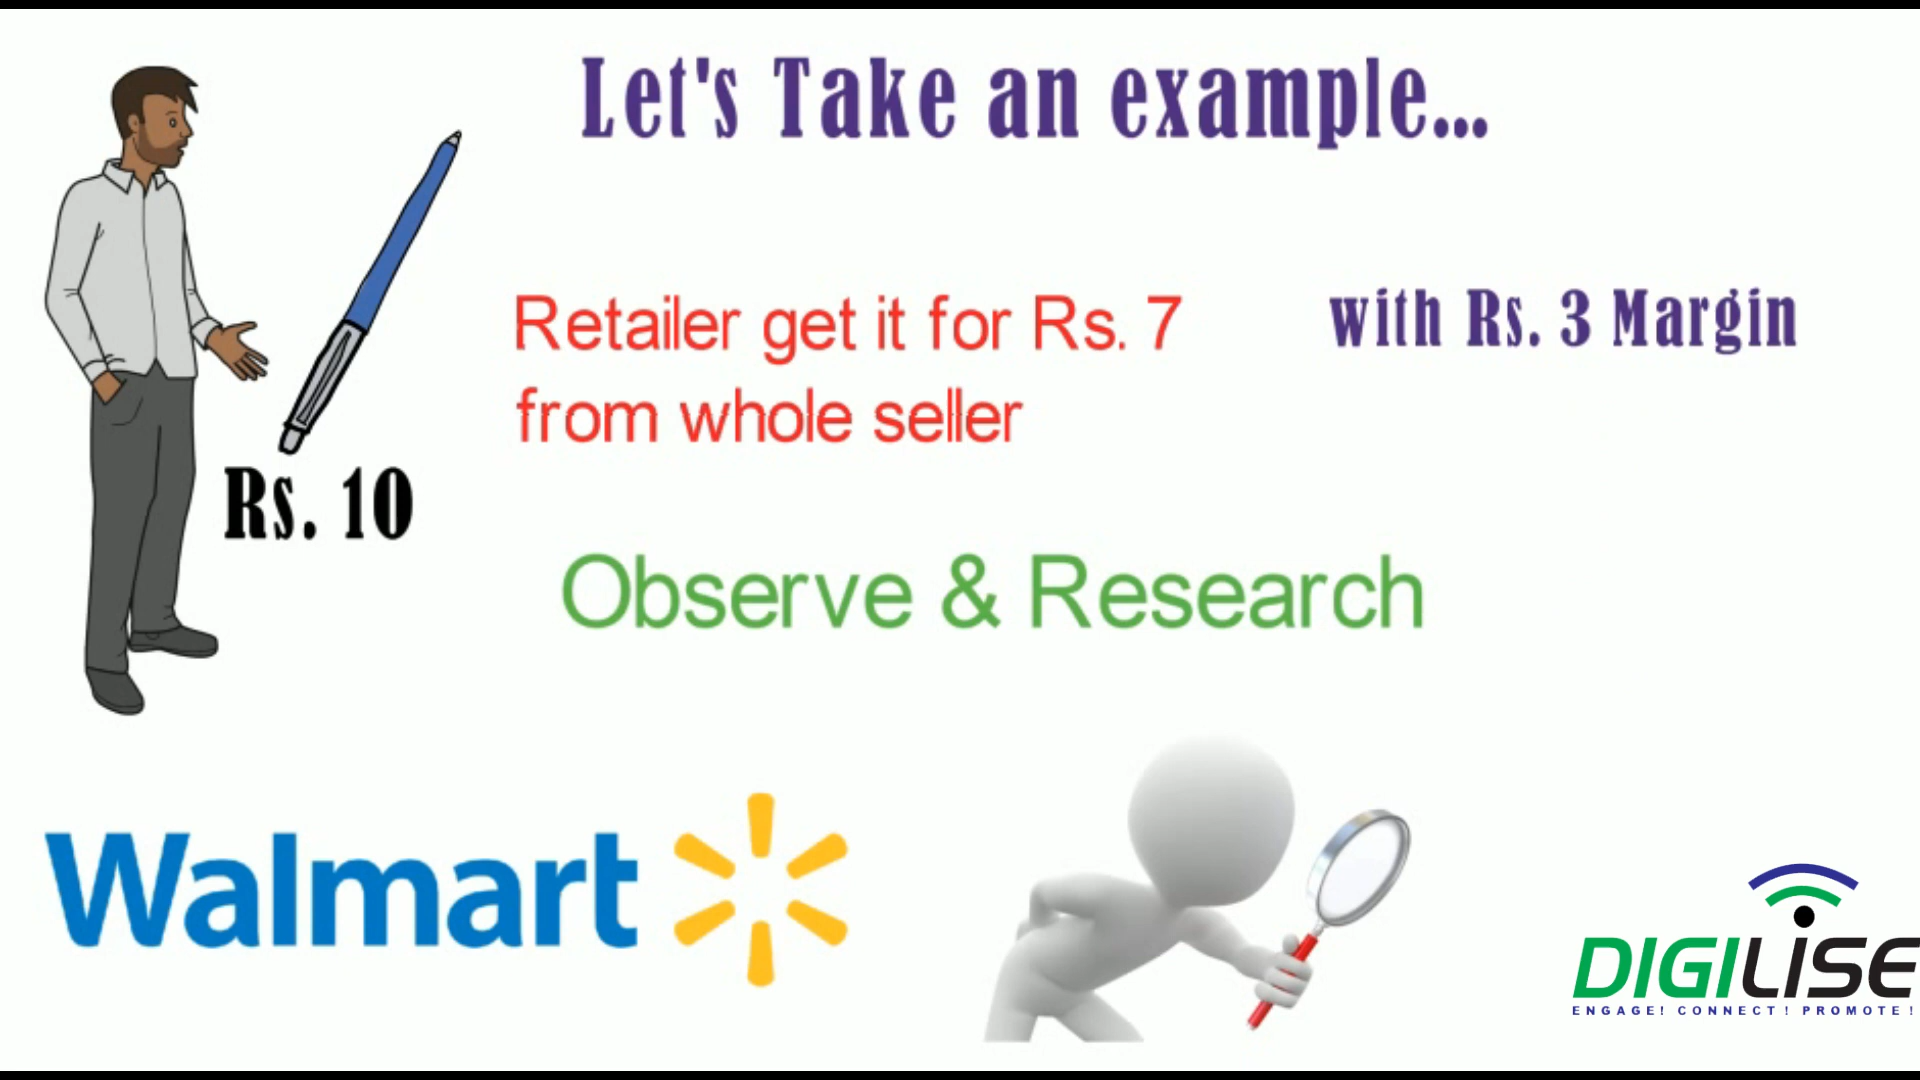 Let's Take an example...
Retailer get it for Rs. 7
from whole seller
with Rs. 3 Margin
Rs. 10
Observe & Research
Walmart
DIGILISE
ENGAGE! CONNECT! PROMOTE!